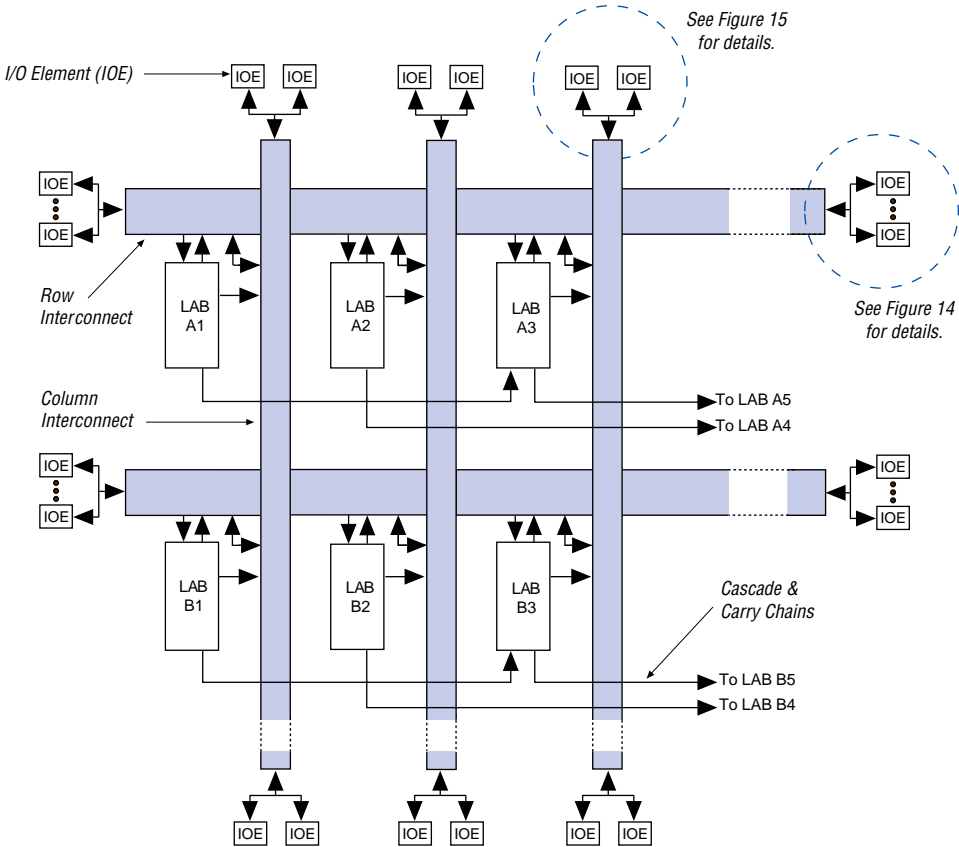 See Figure 15
for details.
I/O Element (IOE)
IOE IOE IOE IOE IOE IOE
IOE
IOE
IOE
IOE
Row
Interconnect
LAB
A1
LAB
A2
LAB
A3
See Figure 14
for details.
Column
Interconnect
To LAB A5
To LAB A4
IOE
IOE
IOE
IOE
LAB
B1
LAB
B2
LAB
B3
Cascade &
Carry Chains
To LAB B5
To LAB B4
IOE IOE IOE IOE IOE IOE